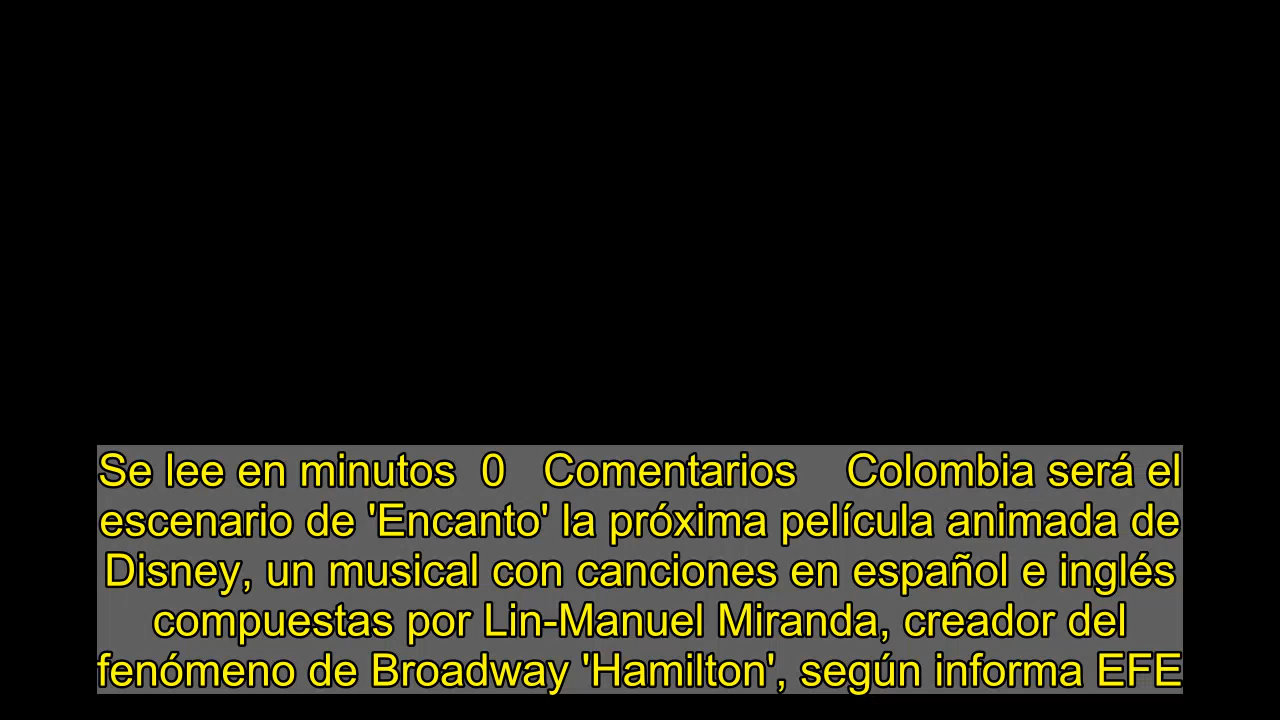 Se lee en minutos  0   Comentarios    Colombia será el
escenario de 'Encanto' la próxima película animada de
Disney, un musical con canciones en español e inglés
compuestas por Lin-Manuel Miranda, creador del
fenómeno de Broadway 'Hamilton', según informa EFE